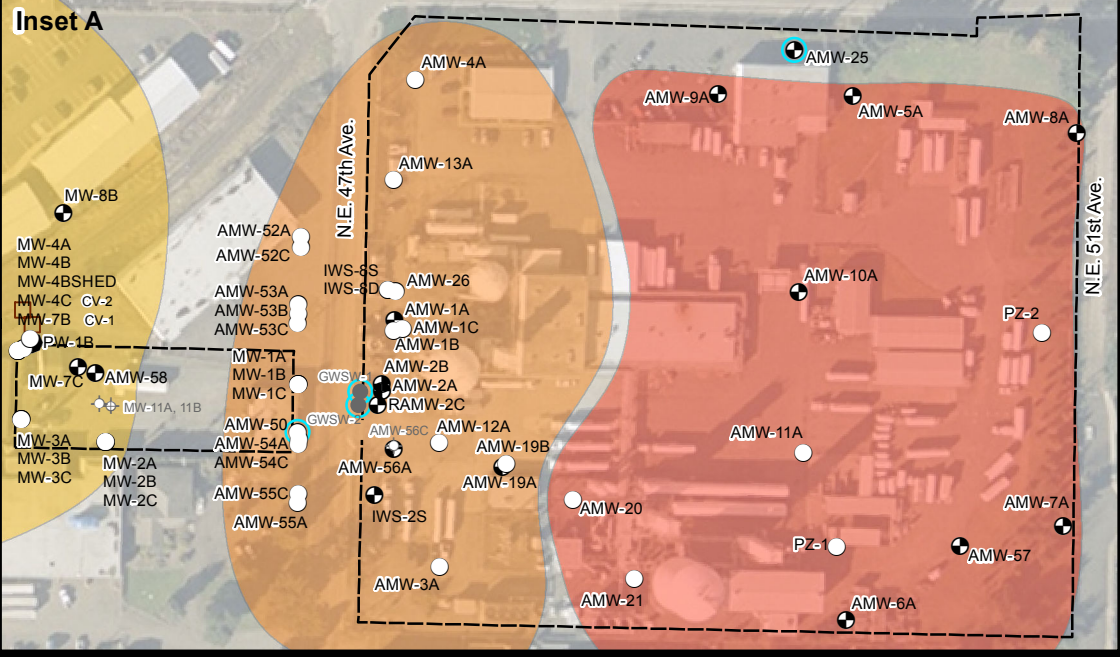 Inset A
AMW-4A
AMW-25
AMW-9A
AMW-5A
AMW-8A
N.E. 47th Ave.
AMW-13A
N.E. 51st Ave.
MW-8B
AMW-52A
AMW-52C
MW-4A
MW-4B
MW-4BSHED
MW-4C
CV-2
MW-7B
CV-1
PW-1B
IWS-8S
IWS-8D
AMW-26
AMW-10A
AMW-53A
AMW-53B
AMW-53C
AMW-1A
AMW-1C
AMW-1B
PZ-2
MW-1A
MW-1B
MW-1C
MW-7C
AMW-58
GWSW-1
AMW-2B
AMW-2A
RAMW-2C
MW-11A, 11B
GWSW-2
AMW-50
AMW-54A
AMW-54C
AMW-56C
AMW-12A
AMW-11A
AMW-19B
AMW-56A
AMW-19A
MW-3A
MW-3B
MW-3C
MW-2A
MW-2B
MW-2C
AMW-55C
AMW-55A
IWS-2S
AMW-20
AMW-7A
PZ-1
AMW-57
AMW-3A
AMW-21
AMW-6A